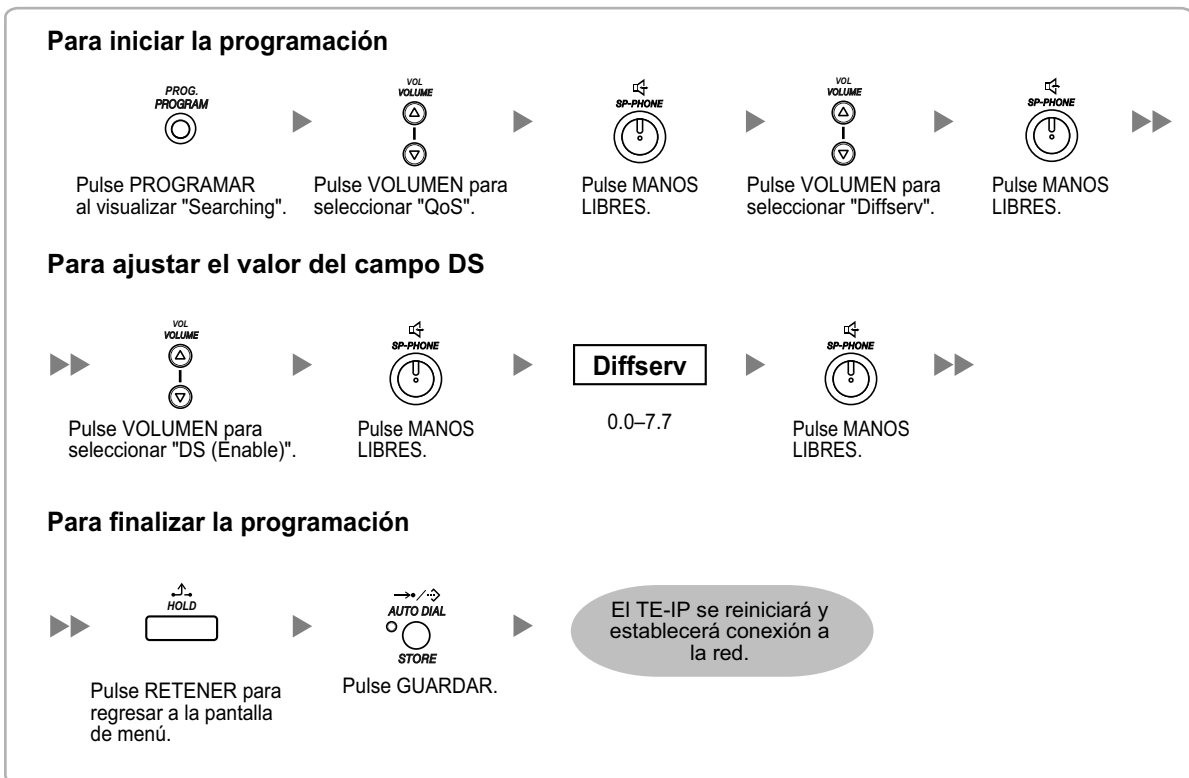 Para iniciar la programación
PROG.
PROGRAM
VOL
VOLUME
SP-PHONE
VOL
VOLUME
SP-PHONE
Pulse PROGRAMAR
al visualizar "Searching".
Pulse VOLUMEN para
seleccionar "QoS".
Pulse MANOS
LIBRES.
Pulse VOLUMEN para
seleccionar "Diffserv".
Pulse MANOS
LIBRES.
Para ajustar el valor del campo DS
VOL
VOLUME
SP-PHONE
Diffserv
SP-PHONE
Pulse VOLUMEN para
seleccionar "DS (Enable)".
Pulse MANOS
LIBRES.
0.0–7.7
Pulse MANOS
LIBRES.
Para finalizar la programación
HOLD
AUTO DIAL
STORE
El TE-IP se reiniciará y
establecerá conexión a
la red.
Pulse RETENER para
regresar a la pantalla
de menú.
Pulse GUARDAR.